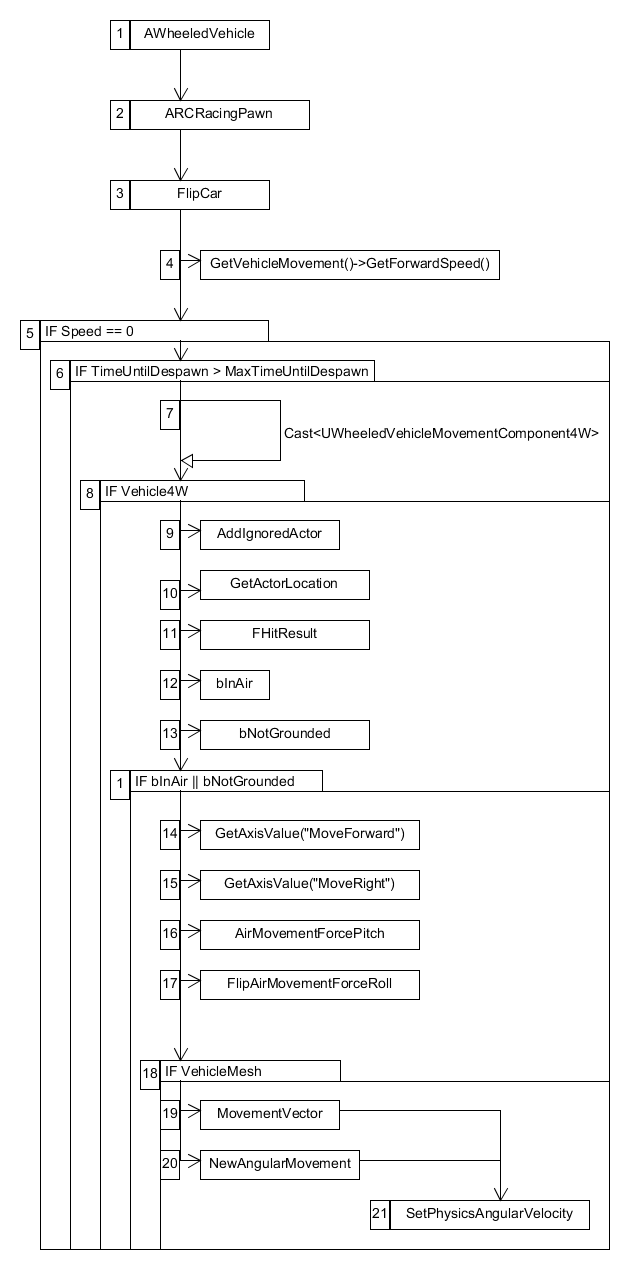 1 AWheeledVehicle
2 ARCRacingPawn
3 FlipCar
4 GetVehicleMovement()->GetForwardSpeed()
5 IF Speed == 0
6 IF TimeUntilDespawn > MaxTimeUntilDespawn
7
Cast<UWheeledVehicleMovementComponent4W>
8 IF Vehicle4W
9 AddIgnoredActor
10 GetActorLocation
11 FHitResult
12 bInAir
13 bNotGrounded
1 IF bInAir || bNotGrounded
14 GetAxisValue("MoveForward")
15 GetAxisValue("MoveRight")
16 AirMovementForcePitch
17 FlipAirMovementForceRoll
18 IF VehicleMesh
19 MovementVector
20 NewAngularMovement
21 SetPhysicsAngularVelocity